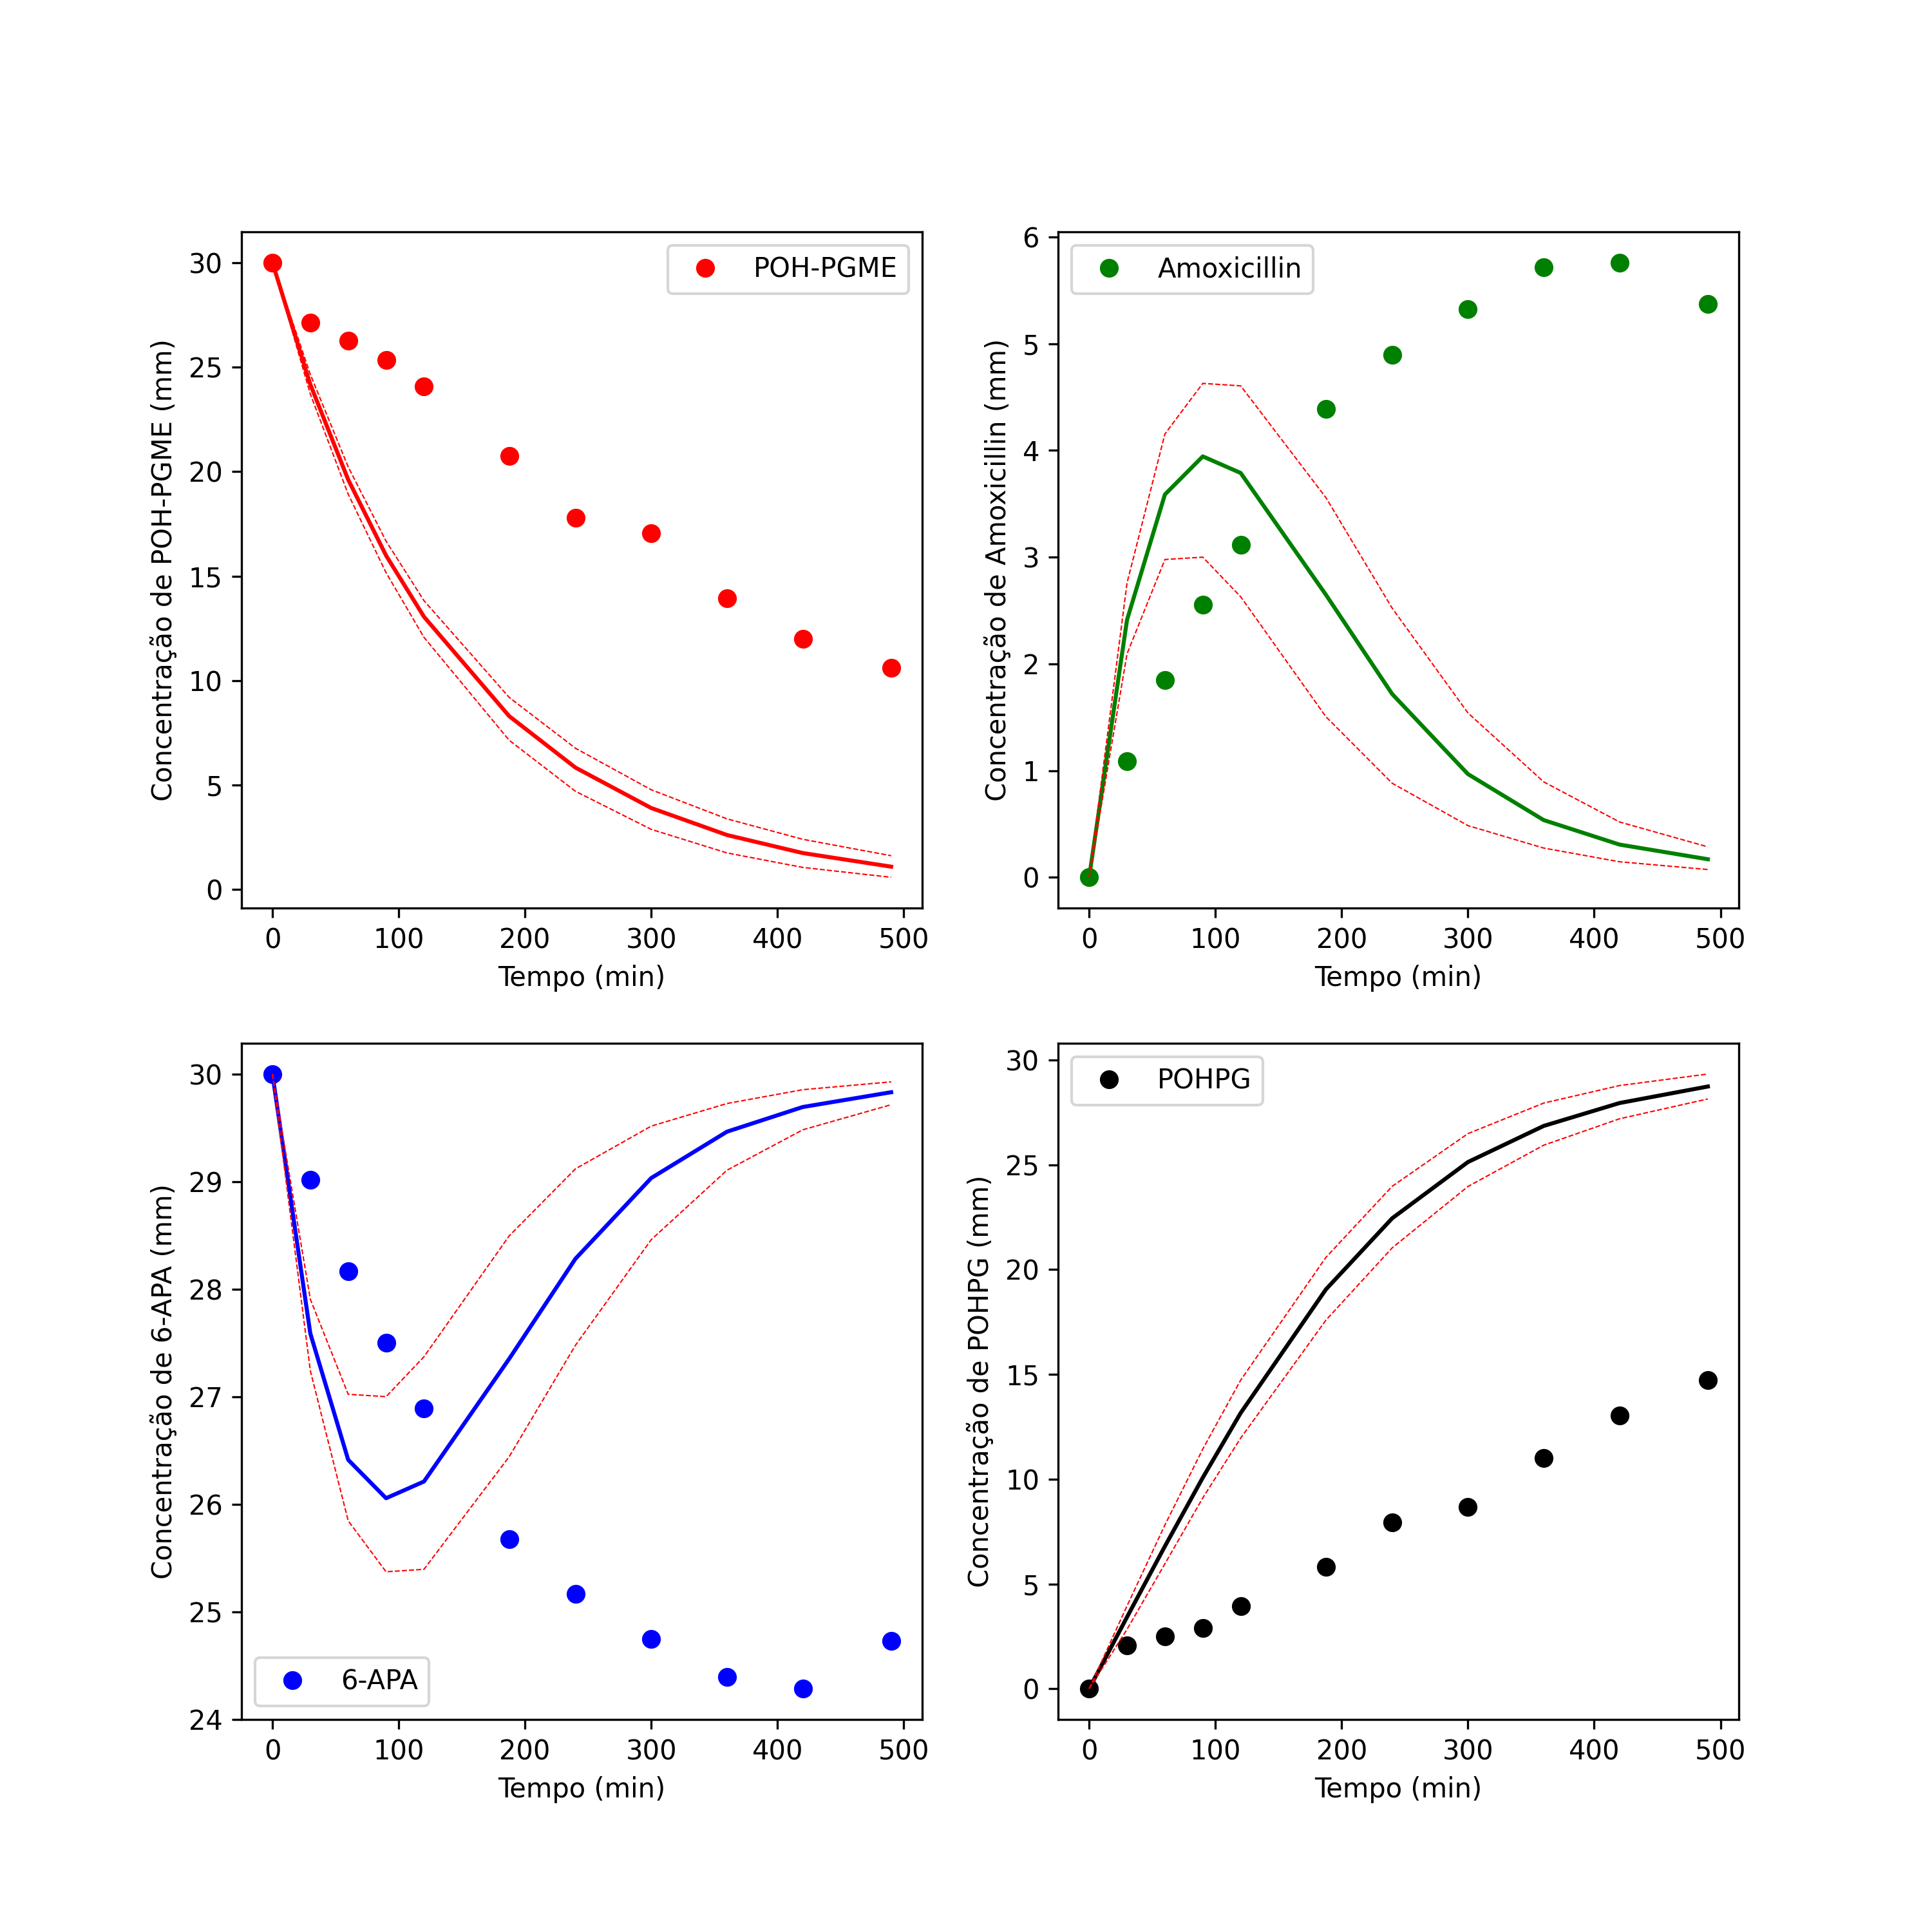 POH-PGME
Concentração de POH-PGME (mm)
30
25
20
15
10
5
0
0 100 200 300 400 500
Tempo (min)
Amoxicillin
Concentração de Amoxicillin (mm)
6
5
4
3
2
1
0
0 100 200 300 400 500
Tempo (min)
6-APA
Concentração de 6-APA (mm)
30
29
28
27
26
25
24
0 100 200 300 400 500
Tempo (min)
POHPG
Concentração de POHPG (mm)
30
25
20
15
10
5
0
0 100 200 300 400 500
Tempo (min)